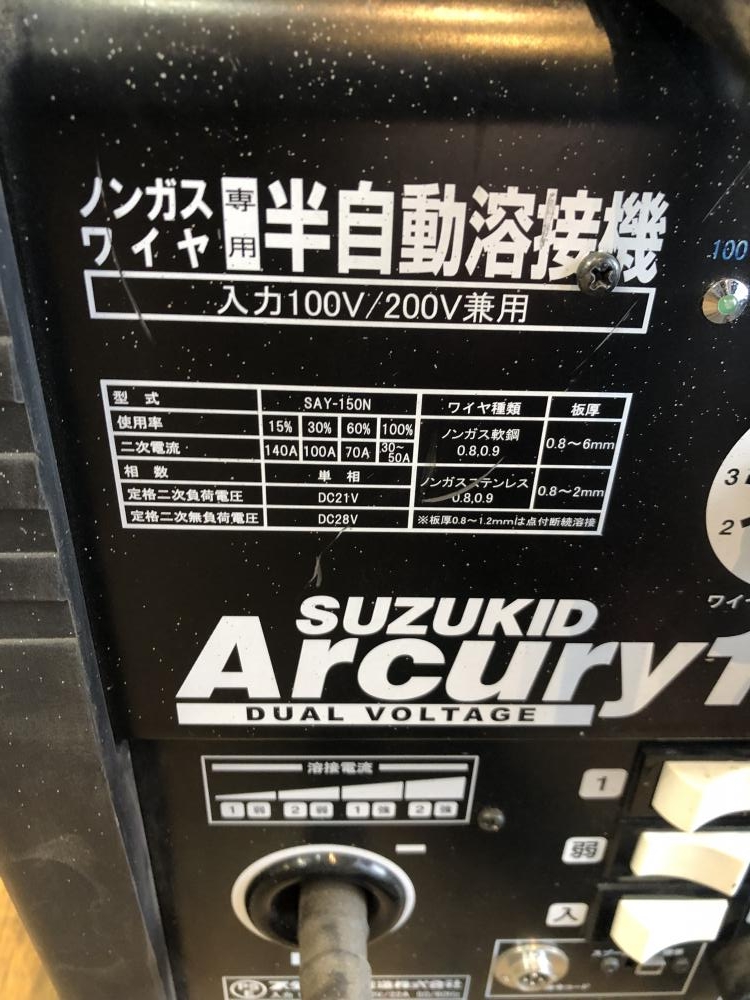 ノンガス
ワイヤ
専用
半自動溶接機
100
入力100V/200V兼用
型式 SAY-150N ワイヤ種類 板厚
使用率 15% 30% 60% 100% ノンガス軟鋼 0.8,0.9 0.8〜6mm
二次電流 140A 100A 70A 30〜50A
相数 単相 ノンガスステンレス 0.8,0.9 0.8〜2mm
定格二次負荷電圧 DC21V
定格二次無負荷電圧 DC28V ※板厚0.8〜1.2mmは点付断続溶接
3
2
ワイヤ
SUZUKID
Arcury1
DUAL VOLTAGE
溶接電流
1 弱 2 弱 1 強 2 強
1
弱
入